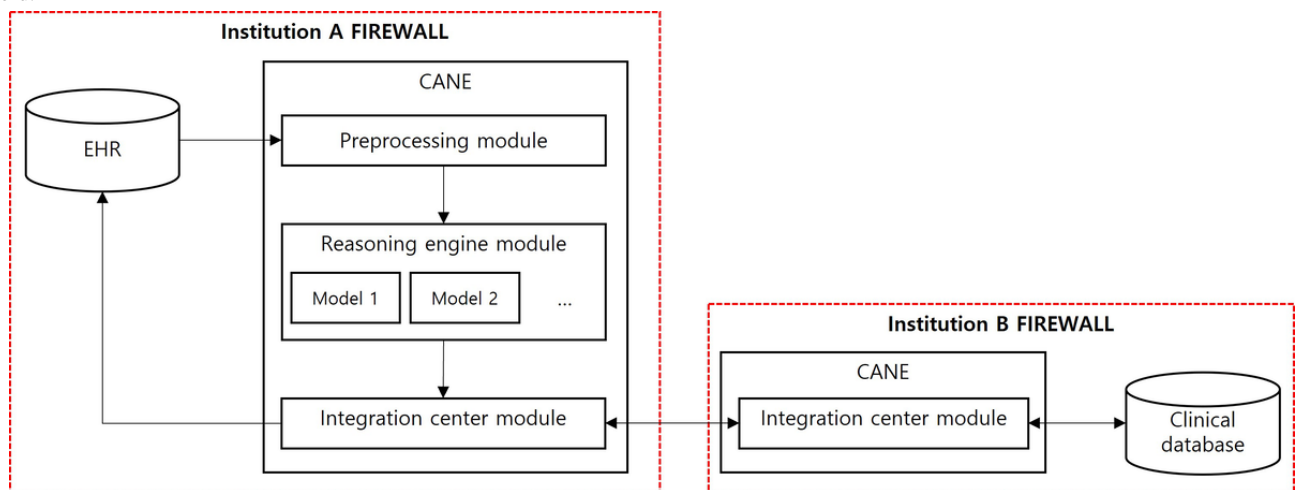 Institution A FIREWALL
CANE
EHR
Preprocessing module
Reasoning engine module
Model 1
Model 2
...
Integration center module
Institution B FIREWALL
CANE
Integration center module
Clinical
database